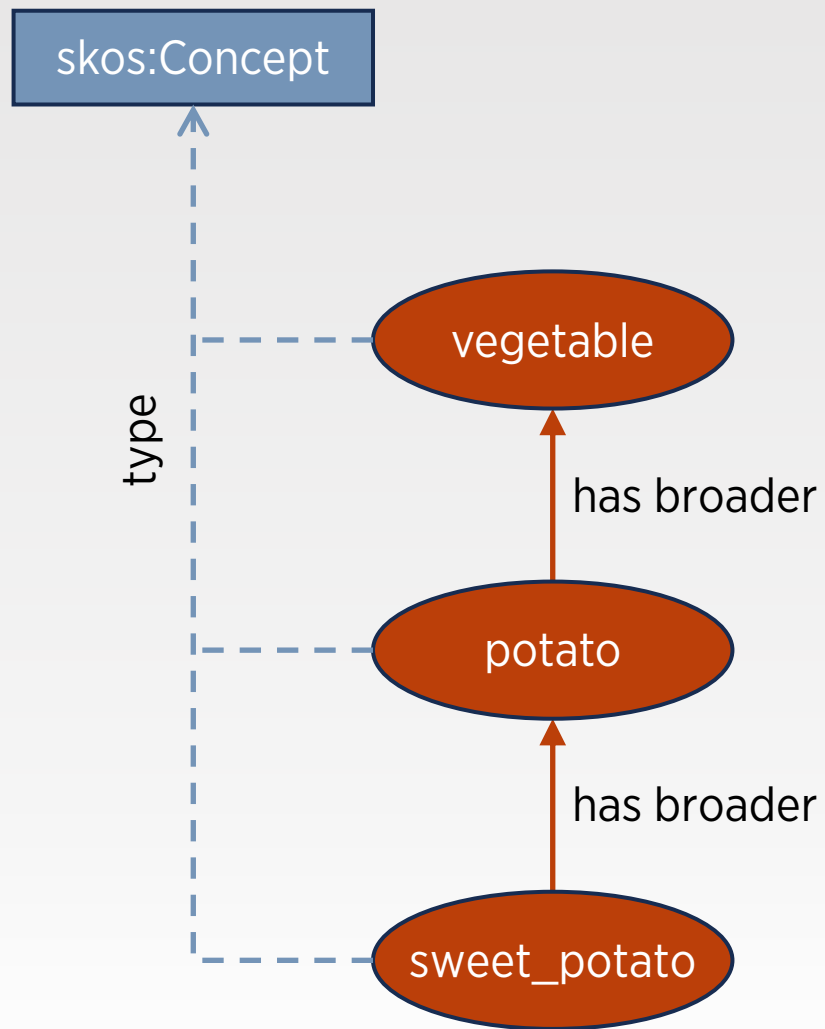 skos:Concept
vegetable
type
has broader
potato
has broader
sweet_potato